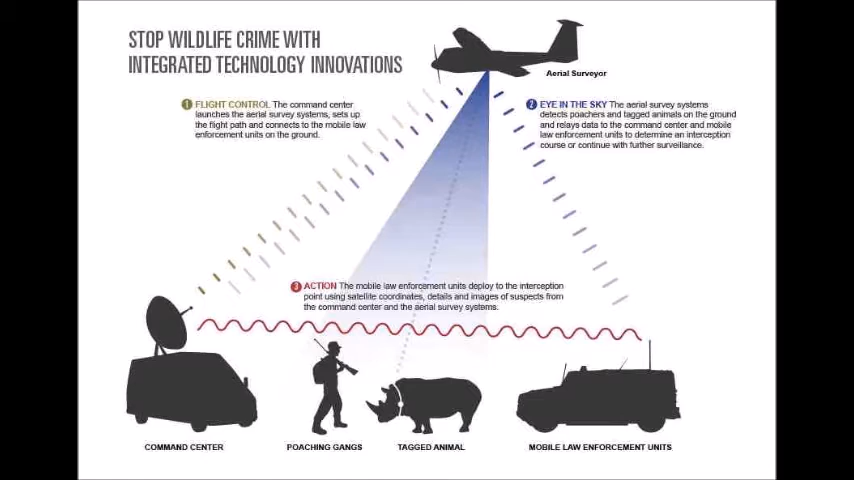 STOP WILDLIFE CRIME WITH
INTEGRATED TECHNOLOGY INNOVATIONS
Aerial Surveyor
1 FLIGHT CONTROL The command center
launches the aerial survey systems, sets up
the flight path and connects to the mobile law
enforcement units on the ground.
2 EYE IN THE SKY The aerial survey systems
detects poachers and tagged animals on the ground
and relays data to the command center and mobile
law enforcement units to determine an interception
course or continue with further surveillance.
3 ACTION The mobile law enforcement units deploy to the interception
point using satellite coordinates, details and images of suspects from
the command center and the aerial survey systems.
COMMAND CENTER
POACHING GANGS
TAGGED ANIMAL
MOBILE LAW ENFORCEMENT UNITS